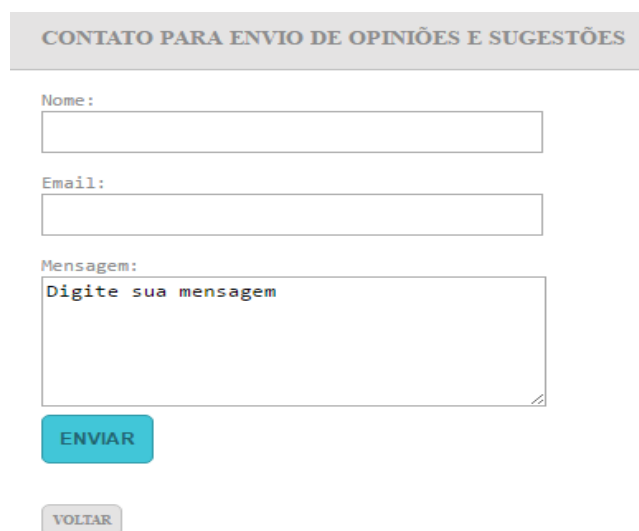 CONTATO PARA ENVIO DE OPINIÕES E SUGESTÕES
Nome:
Email:
Mensagem:
Digite sua mensagem
ENVIAR
VOLTAR